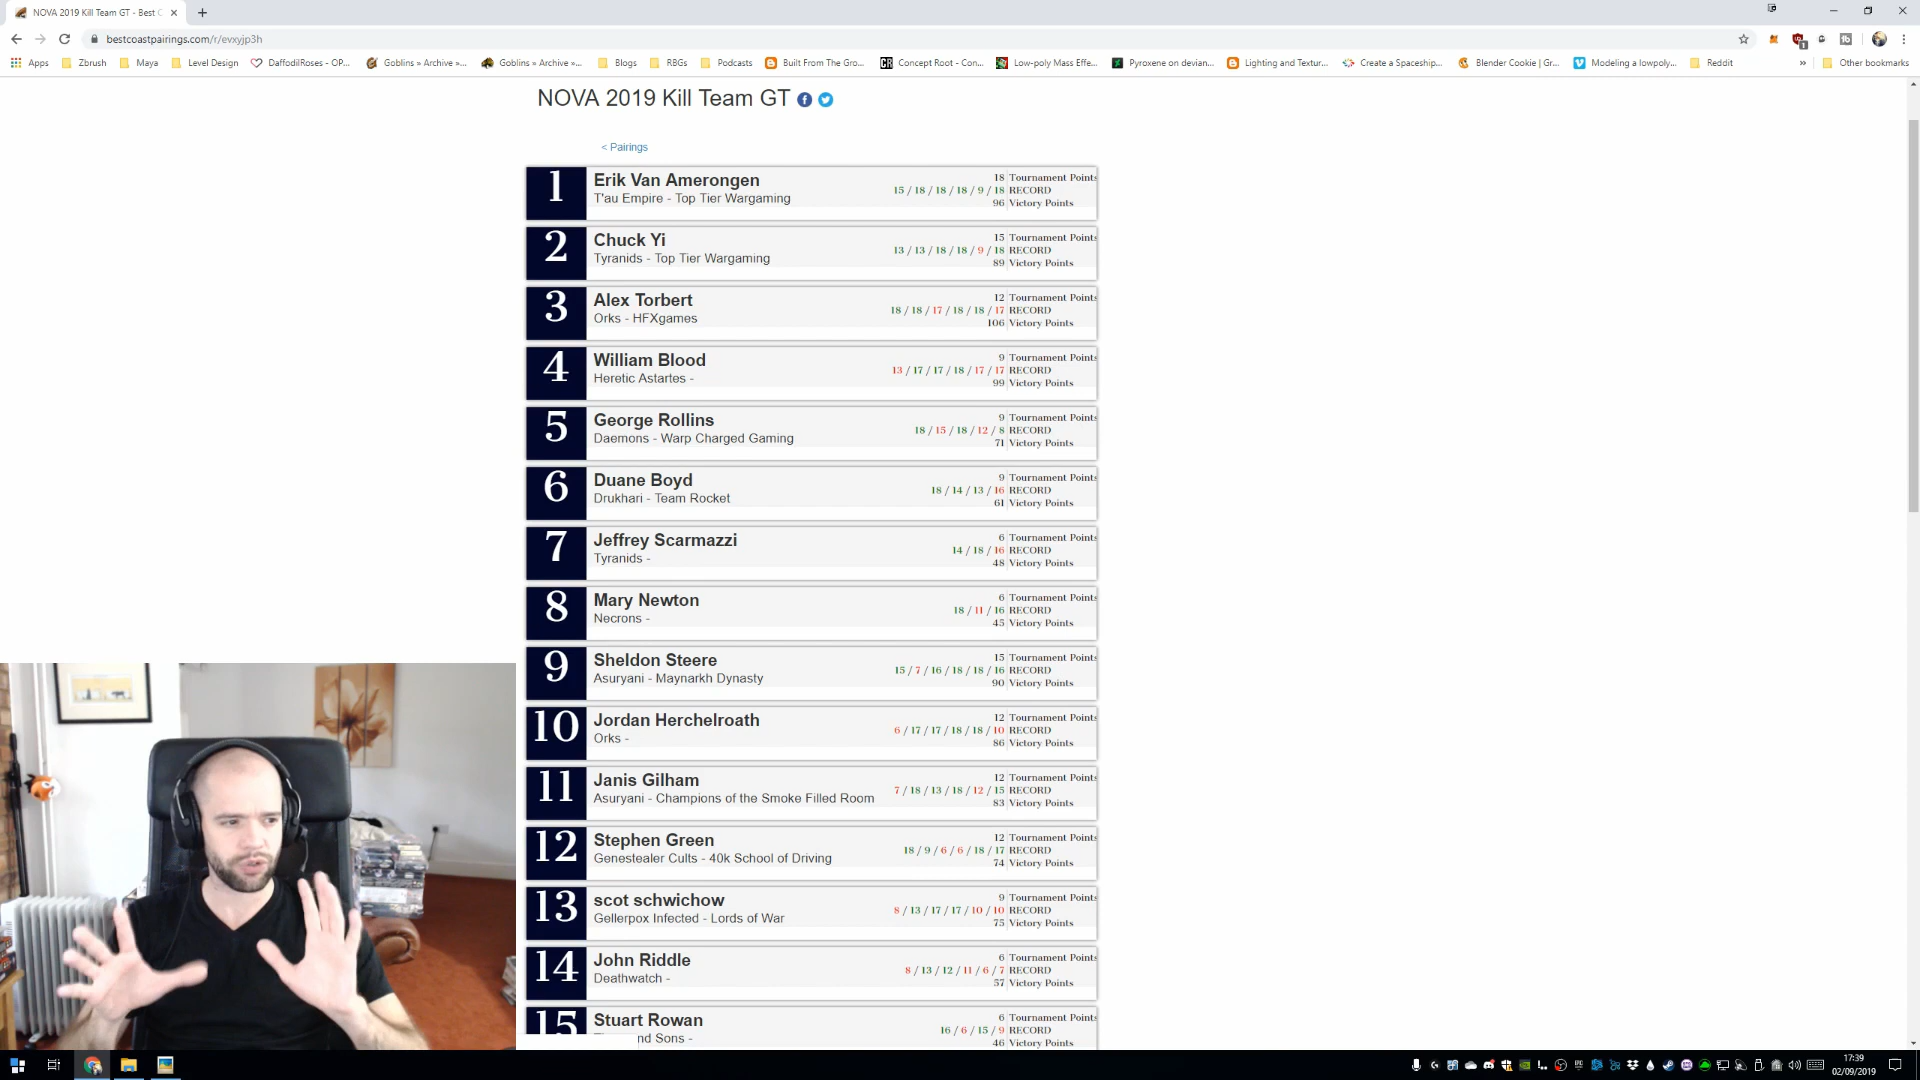 NOVA 2019 Kill Team GT - Best C
bestcoastpairings.com/r/evxyjp3h
Apps Zbrush Maya Level Design DaffodilRoses - OP... Goblins » Archive »... Goblins » Archive »... Blogs RBGs Podcasts Built From The Gro... Concept Root - Con... Low-poly Mass Effe... Pyroxene on devian... Lighting and Textur... Create a Spaceship... Blender Cookie | Gr... Modeling a lowpoly... Reddit » Other bookmarks
NOVA 2019 Kill Team GT
< Pairings
1 Erik Van Amerongen 18 Tournament Points
T'au Empire - Top Tier Wargaming 15 / 18 / 18 / 18 / 9 / 18 RECORD
96 Victory Points
2 Chuck Yi 15 Tournament Points
Tyranids - Top Tier Wargaming 13 / 13 / 18 / 18 / 9 / 18 RECORD
89 Victory Points
3 Alex Torbert 12 Tournament Points
Orks - HFXgames 18 / 18 / 17 / 18 / 18 / 17 RECORD
106 Victory Points
4 William Blood 9 Tournament Points
Heretic Astartes - 13 / 17 / 17 / 18 / 17 / 17 RECORD
99 Victory Points
5 George Rollins 9 Tournament Points
Daemons - Warp Charged Gaming 18 / 15 / 18 / 12 / 8 RECORD
71 Victory Points
6 Duane Boyd 9 Tournament Points
Drukhari - Team Rocket 18 / 14 / 13 / 16 RECORD
61 Victory Points
7 Jeffrey Scarmazzi 6 Tournament Points
Tyranids - 14 / 18 / 16 RECORD
48 Victory Points
8 Mary Newton 6 Tournament Points
Necrons - 18 / 11 / 16 RECORD
45 Victory Points
9 Sheldon Steere 15 Tournament Points
Asuryani - Maynarkh Dynasty 15 / 7 / 16 / 18 / 18 / 16 RECORD
90 Victory Points
10 Jordan Herchelroath 12 Tournament Points
Orks - 6 / 17 / 17 / 18 / 18 / 10 RECORD
86 Victory Points
11 Janis Gilham 12 Tournament Points
Asuryani - Champions of the Smoke Filled Room 7 / 18 / 13 / 18 / 12 / 15 RECORD
83 Victory Points
12 Stephen Green 12 Tournament Points
Genestealer Cults - 40k School of Driving 18 / 9 / 6 / 6 / 18 / 17 RECORD
74 Victory Points
13 scot schwichow 9 Tournament Points
Gellerpox Infected - Lords of War 8 / 13 / 17 / 17 / 10 / 10 RECORD
75 Victory Points
14 John Riddle 6 Tournament Points
Deathwatch - 8 / 13 / 12 / 11 / 6 / 7 RECORD
57 Victory Points
15 Stuart Rowan 6 Tournament Points
nd Sons - 16 / 6 / 15 / 9 RECORD
46 Victory Points
17:39
02/09/2019